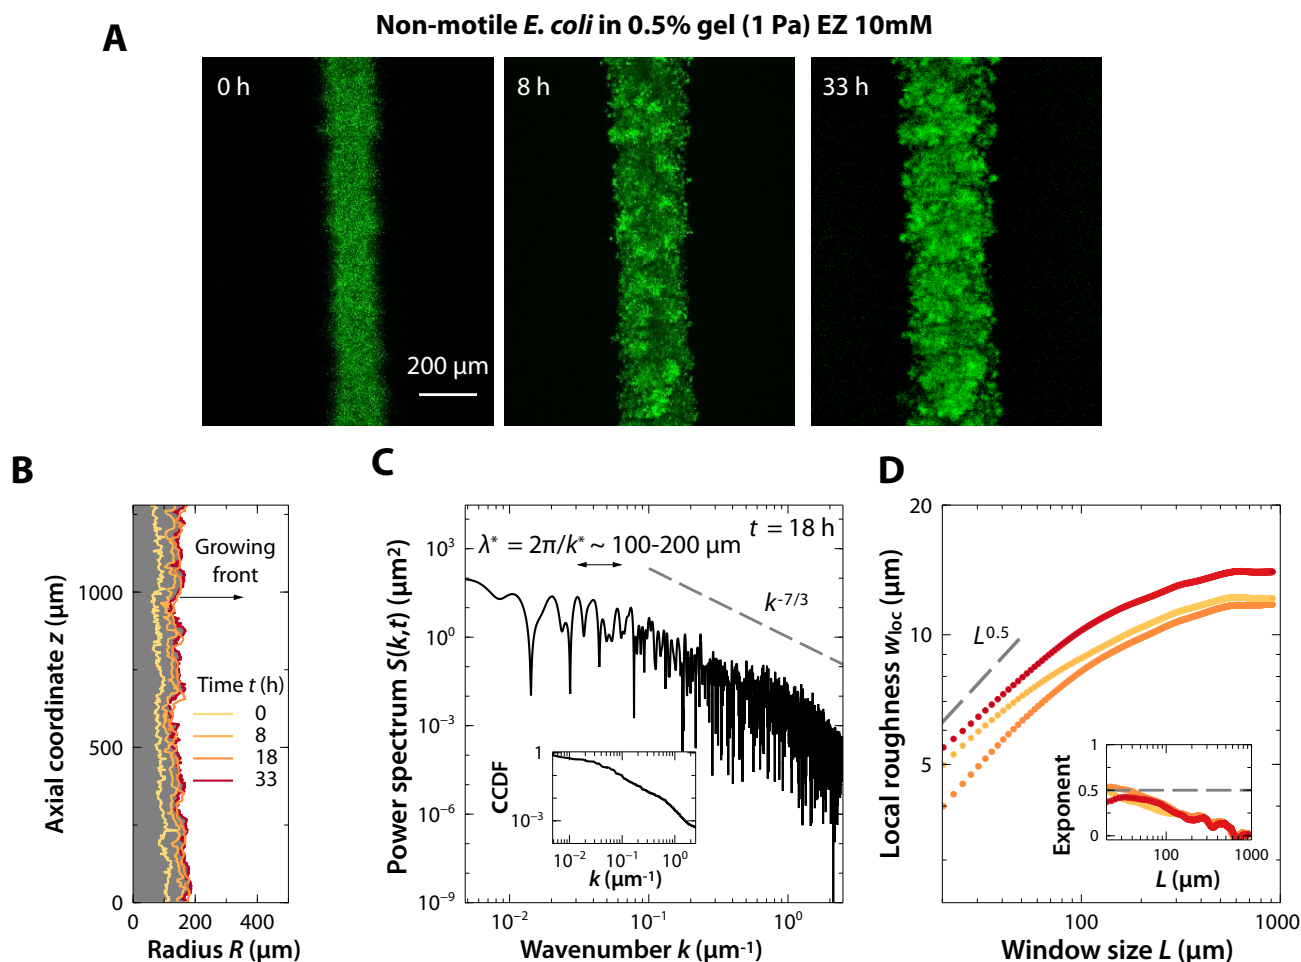 Non-motile E. coli in 0.5% gel (1 Pa) EZ 10mM
A
0 h
8 h
33 h
200 μm
B
Axial coordinate z (μm)
1000
500
0
Growing
front
Time t (h)
0
8
18
33
0
200
400
Radius R (μm)
C
Power spectrum S(k,t) (μm²)
10³
10⁰
10⁻³
10⁻⁶
10⁻⁹
t = 18 h
λ* = 2π/k* ~ 100-200 μm
k⁻⁷/³
CCDF
1
10⁻³
10⁻²
10⁻¹
10⁰
k (μm⁻¹)
10⁻²
10⁻¹
10⁰
Wavenumber k (μm⁻¹)
D
Local roughness wloc (μm)
20
10
5
L⁰·⁵
Exponent
1
0.5
0
100
1000
L (μm)
100
1000
Window size L (μm)